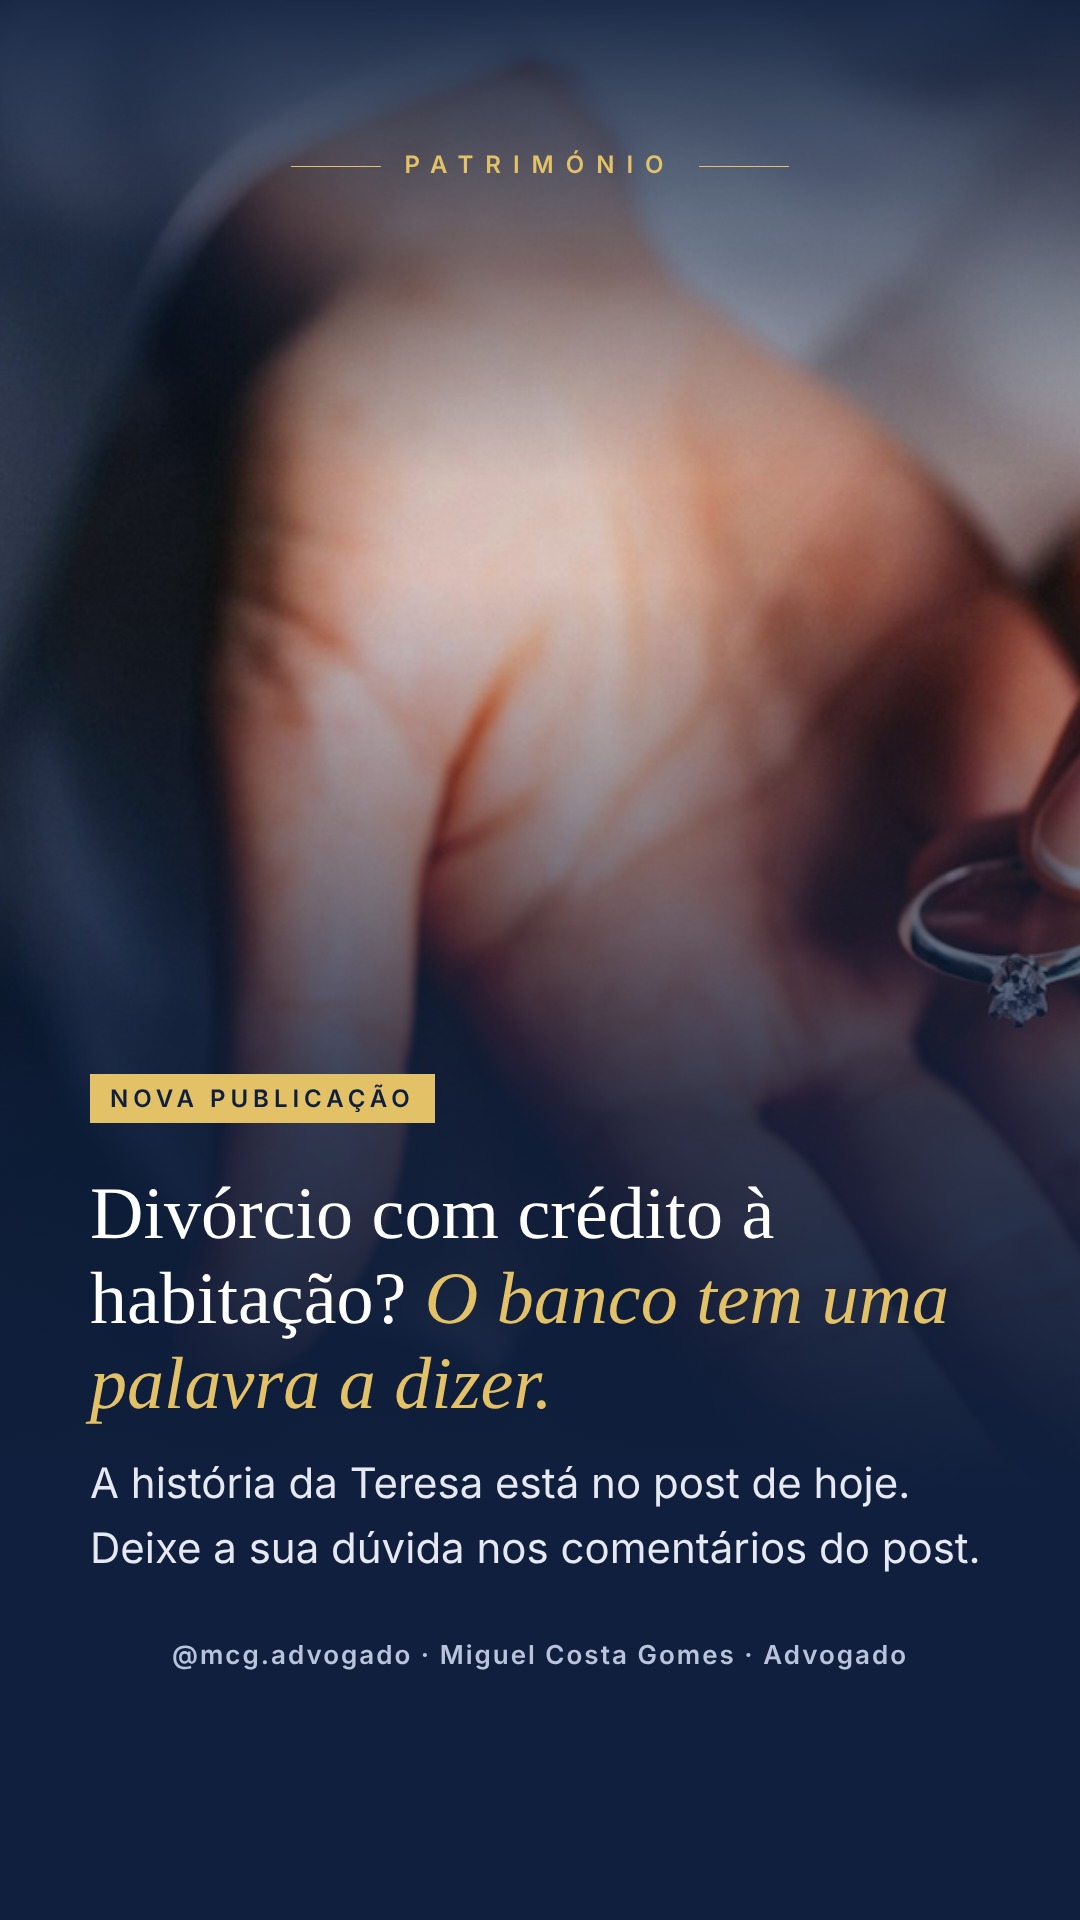 PATRIMÓNIO
NOVA PUBLICAÇÃO
Divórcio com crédito à
habitação? O banco tem uma
palavra a dizer.
A história da Teresa está no post de hoje.
Deixe a sua dúvida nos comentários do post.
@mcg.advogado · Miguel Costa Gomes · Advogado